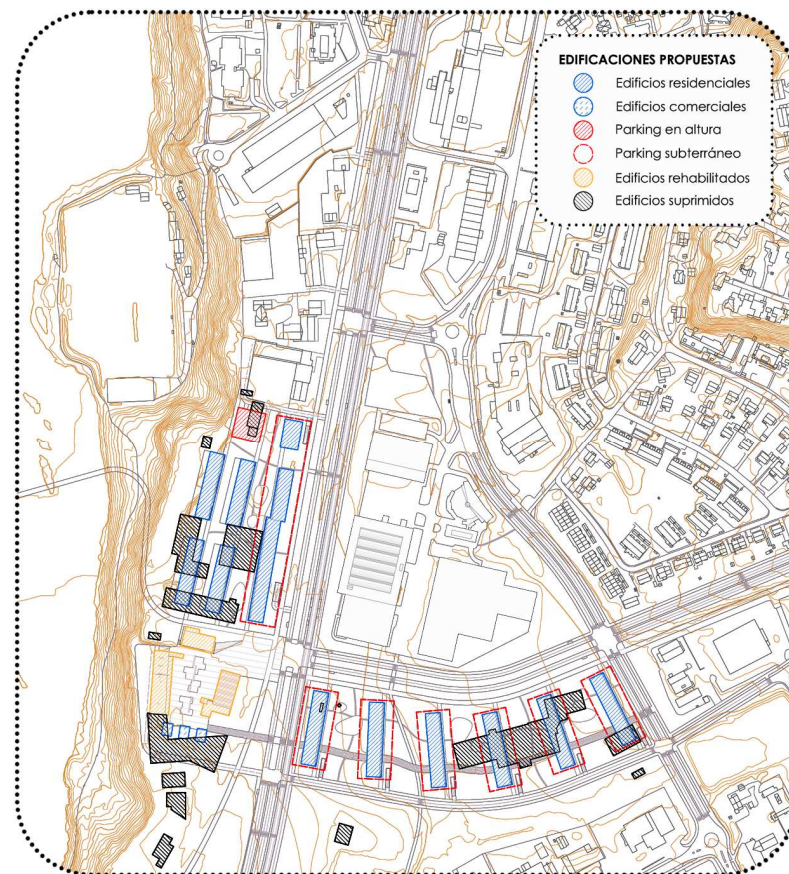 EDIFICACIONES PROPUESTAS
Edificios residenciales
Edificios comerciales
Parking en altura
Parking subterráneo
Edificios rehabilitados
Edificios suprimidos